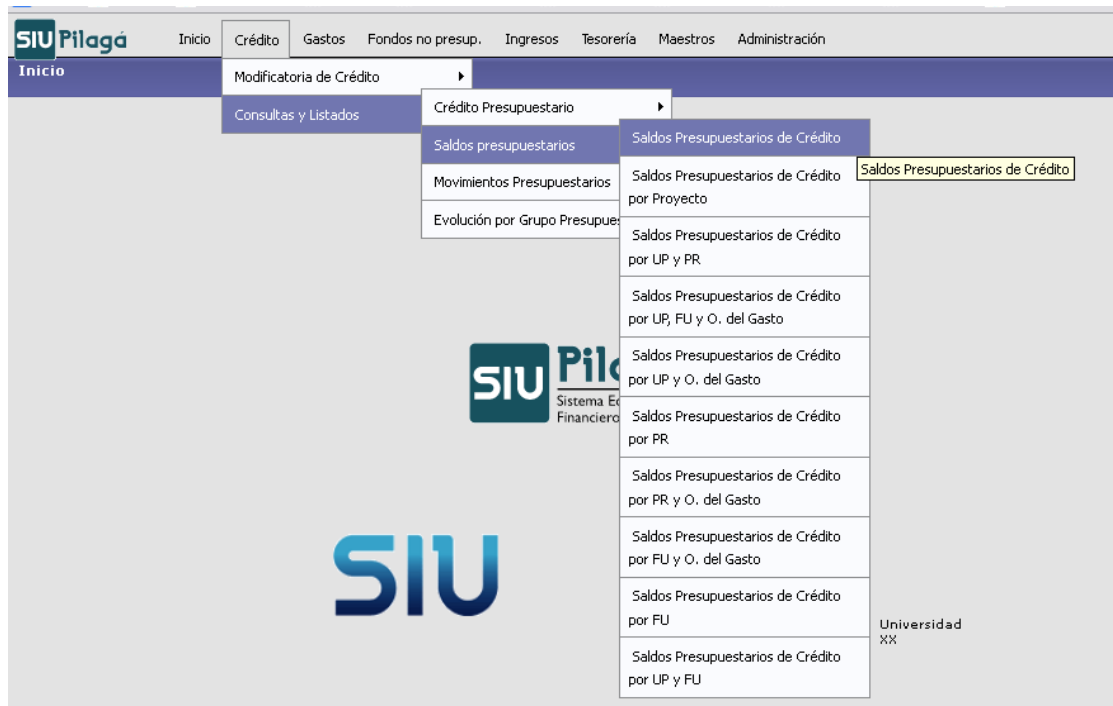 SIU Pilagá
Inicio Crédito Gastos Fondos no presup. Ingresos Tesorería Maestros Administración
Inicio
Modificatoria de Crédito
Consultas y Listados
Crédito Presupuestario
Saldos presupuestarios
Movimientos Presupuestarios
Evolución por Grupo Presupues
Saldos Presupuestarios de Crédito
Saldos Presupuestarios de Crédito
por Proyecto
Saldos Presupuestarios de Crédito
por UP y PR
Saldos Presupuestarios de Crédito
por UP, FU y O. del Gasto
Saldos Presupuestarios de Crédito
por UP y O. del Gasto
Saldos Presupuestarios de Crédito
por PR
Saldos Presupuestarios de Crédito
por PR y O. del Gasto
Saldos Presupuestarios de Crédito
por FU y O. del Gasto
Saldos Presupuestarios de Crédito
por FU
Saldos Presupuestarios de Crédito
por UP y FU
Saldos Presupuestarios de Crédito
SIU Pil
Sistema E
Financiero
SIU
Universidad
XX